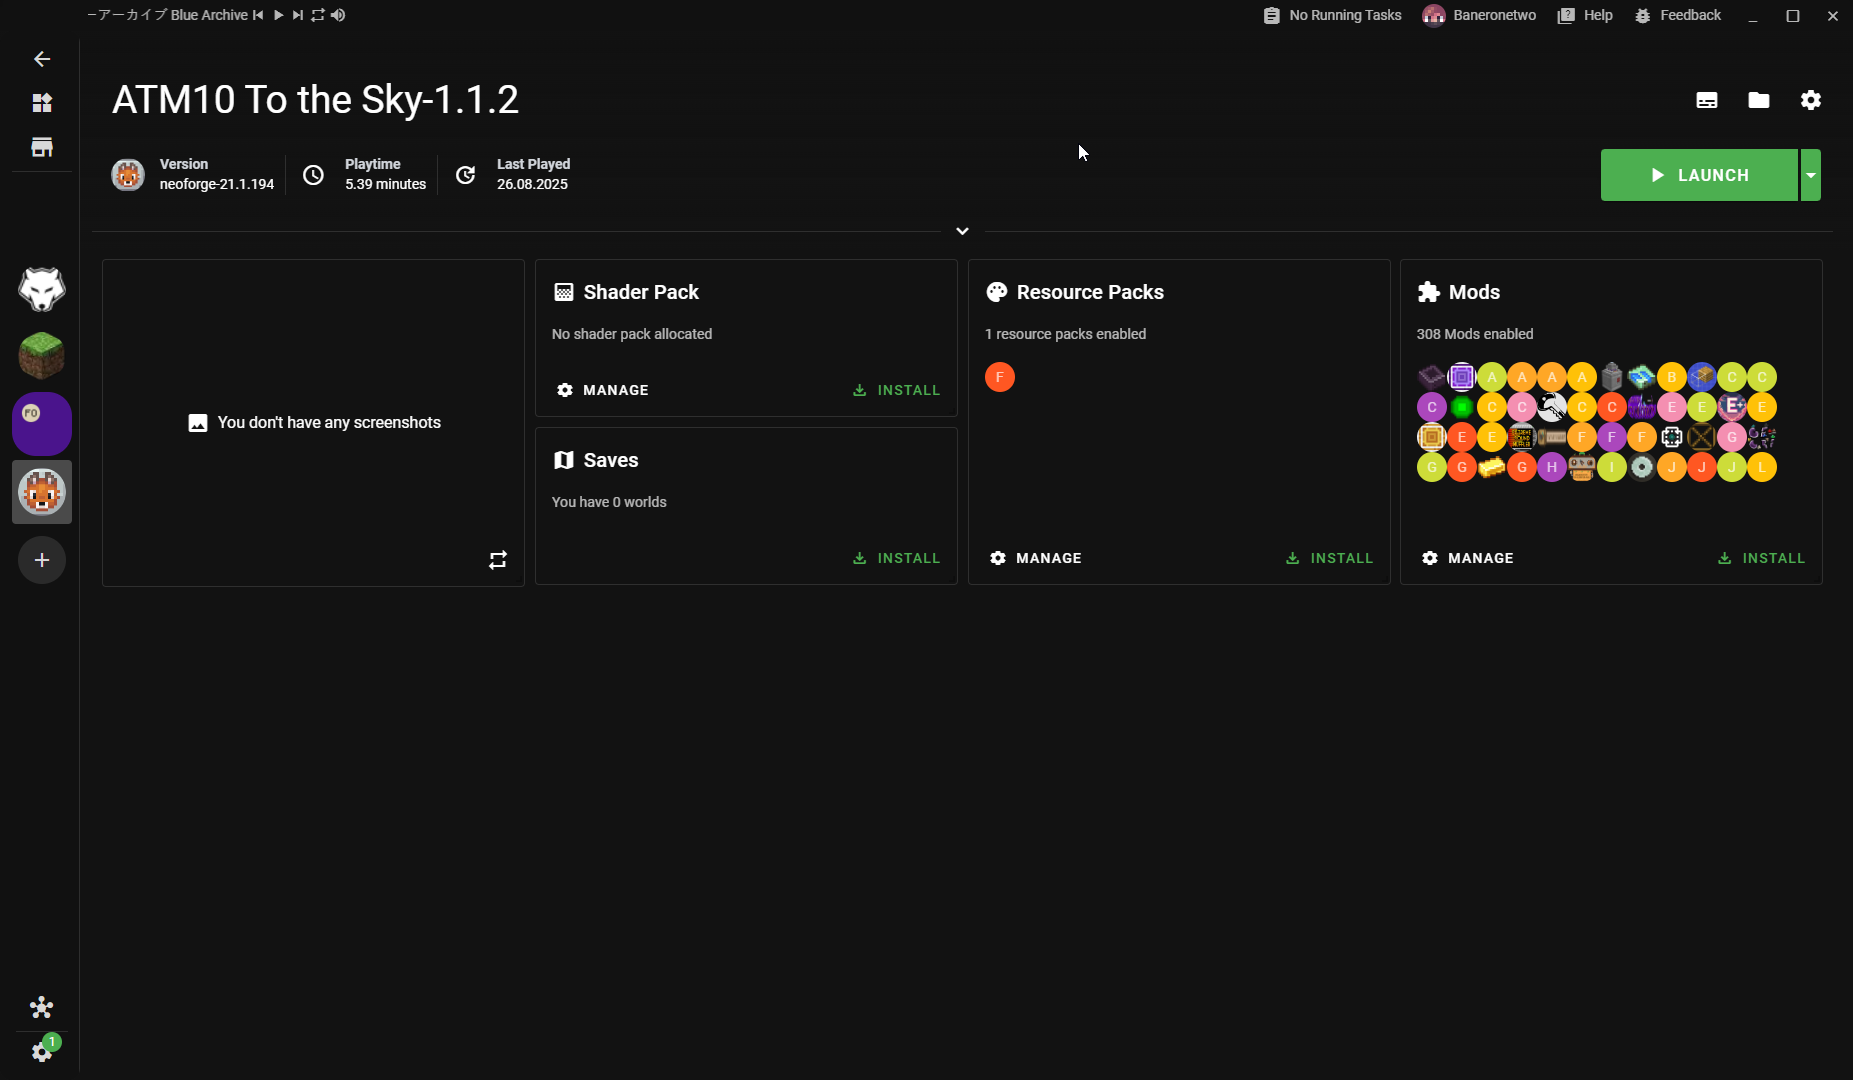 ーアーカイブ Blue Archive
No Running Tasks
Baneronetwo
Help
Feedback
ATM10 To the Sky-1.1.2
Version
neoforge-21.1.194
Playtime
5.39 minutes
Last Played
26.08.2025
LAUNCH
You don't have any screenshots
Shader Pack
No shader pack allocated
MANAGE
INSTALL
Saves
You have 0 worlds
INSTALL
Resource Packs
1 resource packs enabled
F
MANAGE
INSTALL
Mods
308 Mods enabled
A A A A B C C
C C C C C E E E+ E
E E F F F G
G G G H I J J J L
MANAGE
INSTALL
FO
1